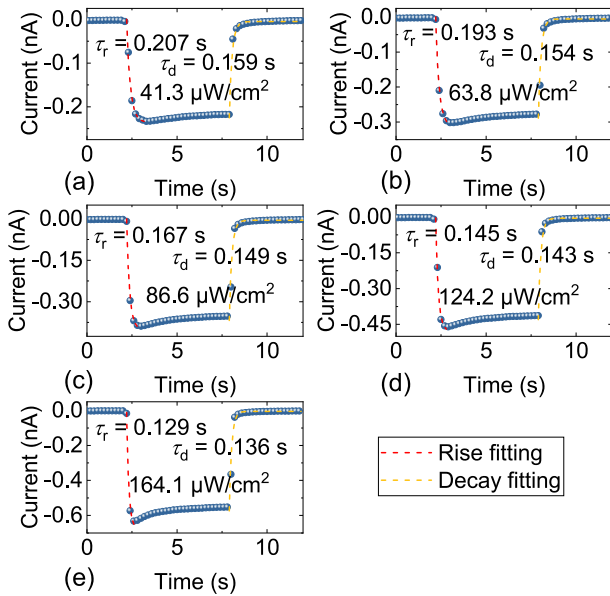 0.0
-0.1
-0.2
Current (nA)
τr = 0.207 s
τd = 0.159 s
41.3 μW/cm²
0 5 10
Time (s)
(a)
0.0
-0.1
-0.2
-0.3
Current (nA)
τr = 0.193 s
τd = 0.154 s
63.8 μW/cm²
0 5 10
Time (s)
(b)
0.00
-0.15
-0.30
Current (nA)
τr = 0.167 s
τd = 0.149 s
86.6 μW/cm²
0 5 10
Time (s)
(c)
0.00
-0.15
-0.30
-0.45
Current (nA)
τr = 0.145 s
τd = 0.143 s
124.2 μW/cm²
0 5 10
Time (s)
(d)
0.0
-0.2
-0.4
-0.6
Current (nA)
τr = 0.129 s
τd = 0.136 s
164.1 μW/cm²
0 5 10
Time (s)
(e)
Rise fitting
Decay fitting